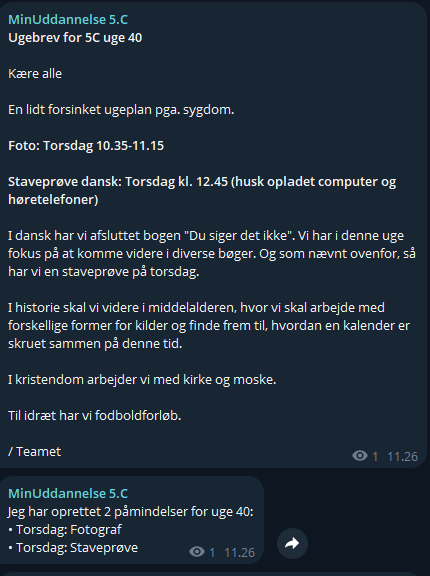 MinUddannelse 5.C
Ugebrev for 5C uge 40
Kære alle
En lidt forsinket ugeplan pga. sygdom.
Foto: Torsdag 10.35-11.15
Staveprøve dansk: Torsdag kl. 12.45 (husk opladet computer og
høretelefoner)
I dansk har vi afsluttet bogen "Du siger det ikke". Vi har i denne uge
fokus på at komme videre i diverse bøger. Og som nævnt ovenfor, så
har vi en staveprøve på torsdag.
I historie skal vi videre i middelalderen, hvor vi skal arbejde med
forskellige former for kilder og finde frem til, hvordan en kalender er
skruet sammen på denne tid.
I kristendom arbejder vi med kirke og moske.
Til idræt har vi fodboldforløb.
/ Teamet
1 11.26
MinUddannelse 5.C
Jeg har oprettet 2 påmindelser for uge 40:
• Torsdag: Fotograf
• Torsdag: Staveprøve
1 11.26